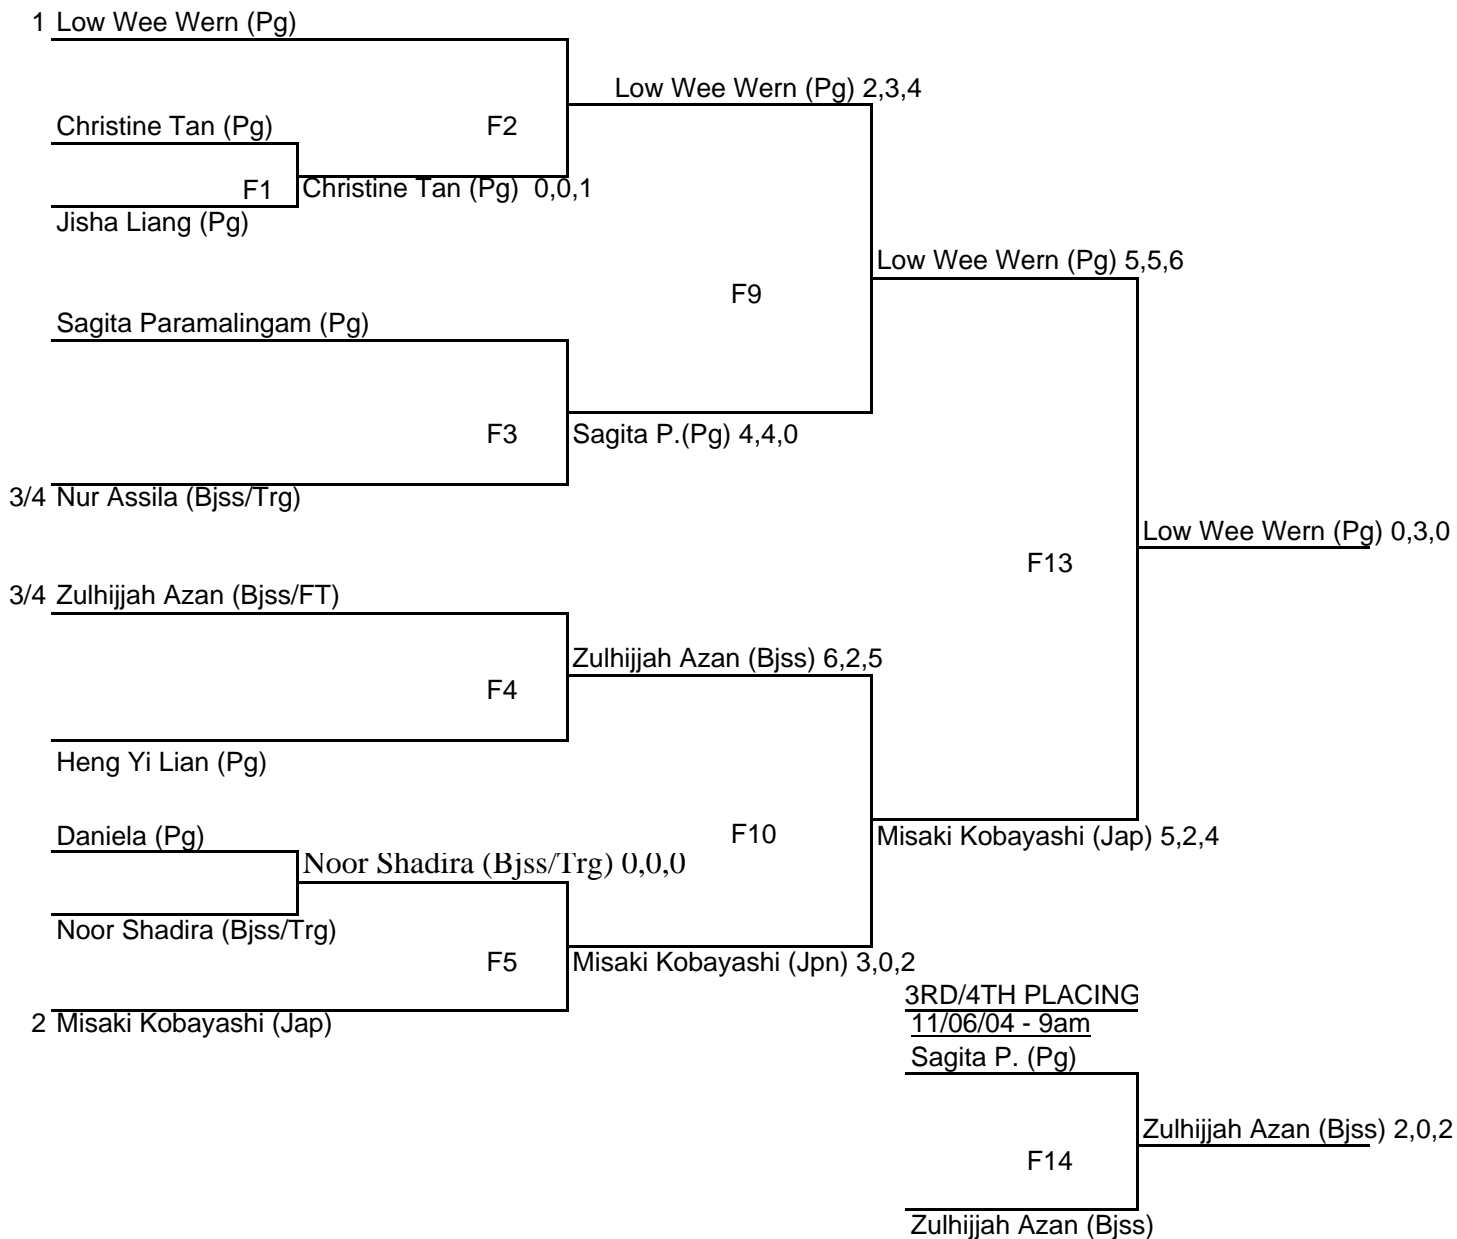 1 Low Wee Wern (Pg)
Low Wee Wern (Pg) 2,3,4
Christine Tan (Pg)
F2
F1
Christine Tan (Pg) 0,0,1
Jisha Liang (Pg)
Low Wee Wern (Pg) 5,5,6
F9
Sagita Paramalingam (Pg)
F3
Sagita P.(Pg) 4,4,0
3/4 Nur Assila (Bjss/Trg)
Low Wee Wern (Pg) 0,3,0
F13
3/4 Zulhijjah Azan (Bjss/FT)
Zulhijjah Azan (Bjss) 6,2,5
F4
Heng Yi Lian (Pg)
Daniela (Pg)
F10
Misaki Kobayashi (Jap) 5,2,4
Noor Shadira (Bjss/Trg) 0,0,0
Noor Shadira (Bjss/Trg)
F5
Misaki Kobayashi (Jpn) 3,0,2
2 Misaki Kobayashi (Jap)
3RD/4TH PLACING
11/06/04 - 9am
Sagita P. (Pg)
Zulhijjah Azan (Bjss) 2,0,2
F14
Zulhijjah Azan (Bjss)